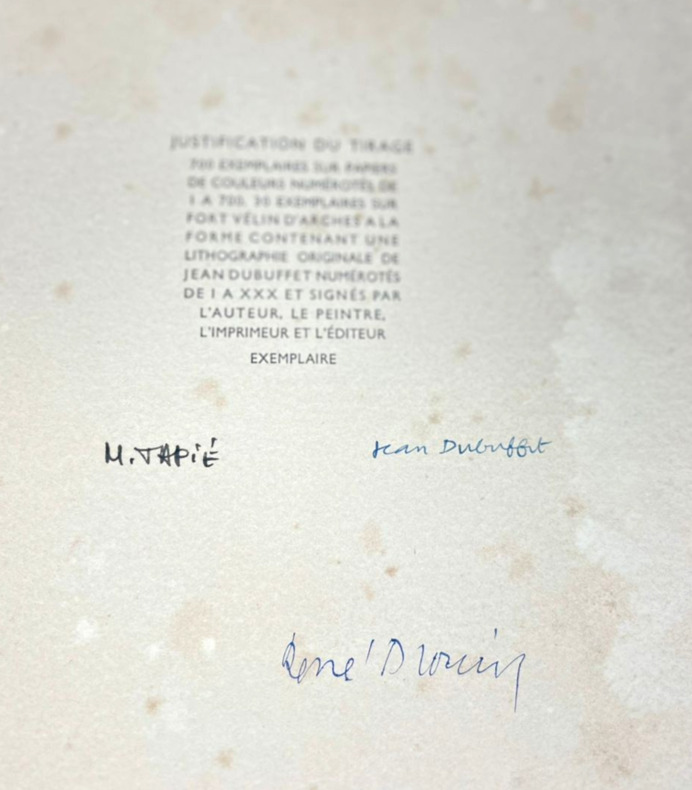 JUSTIFICATION DU TIRAGE
700 EXEMPLAIRES SUR PAPIERS
DE COULEURS NUMÉROTÉS DE
1 A 700, 30 EXEMPLAIRES SUR
FORT VÉLIN D'ARCHES A LA
FORME CONTENANT UNE
LITHOGRAPHIE ORIGINALE DE
JEAN DUBUFFET NUMÉROTÉS
DE I A XXX ET SIGNÉS PAR
L'AUTEUR, LE PEINTRE,
L'IMPRIMEUR ET L'ÉDITEUR
EXEMPLAIRE
M. TAPIÉ
Jean Dubuffet
René Drouin